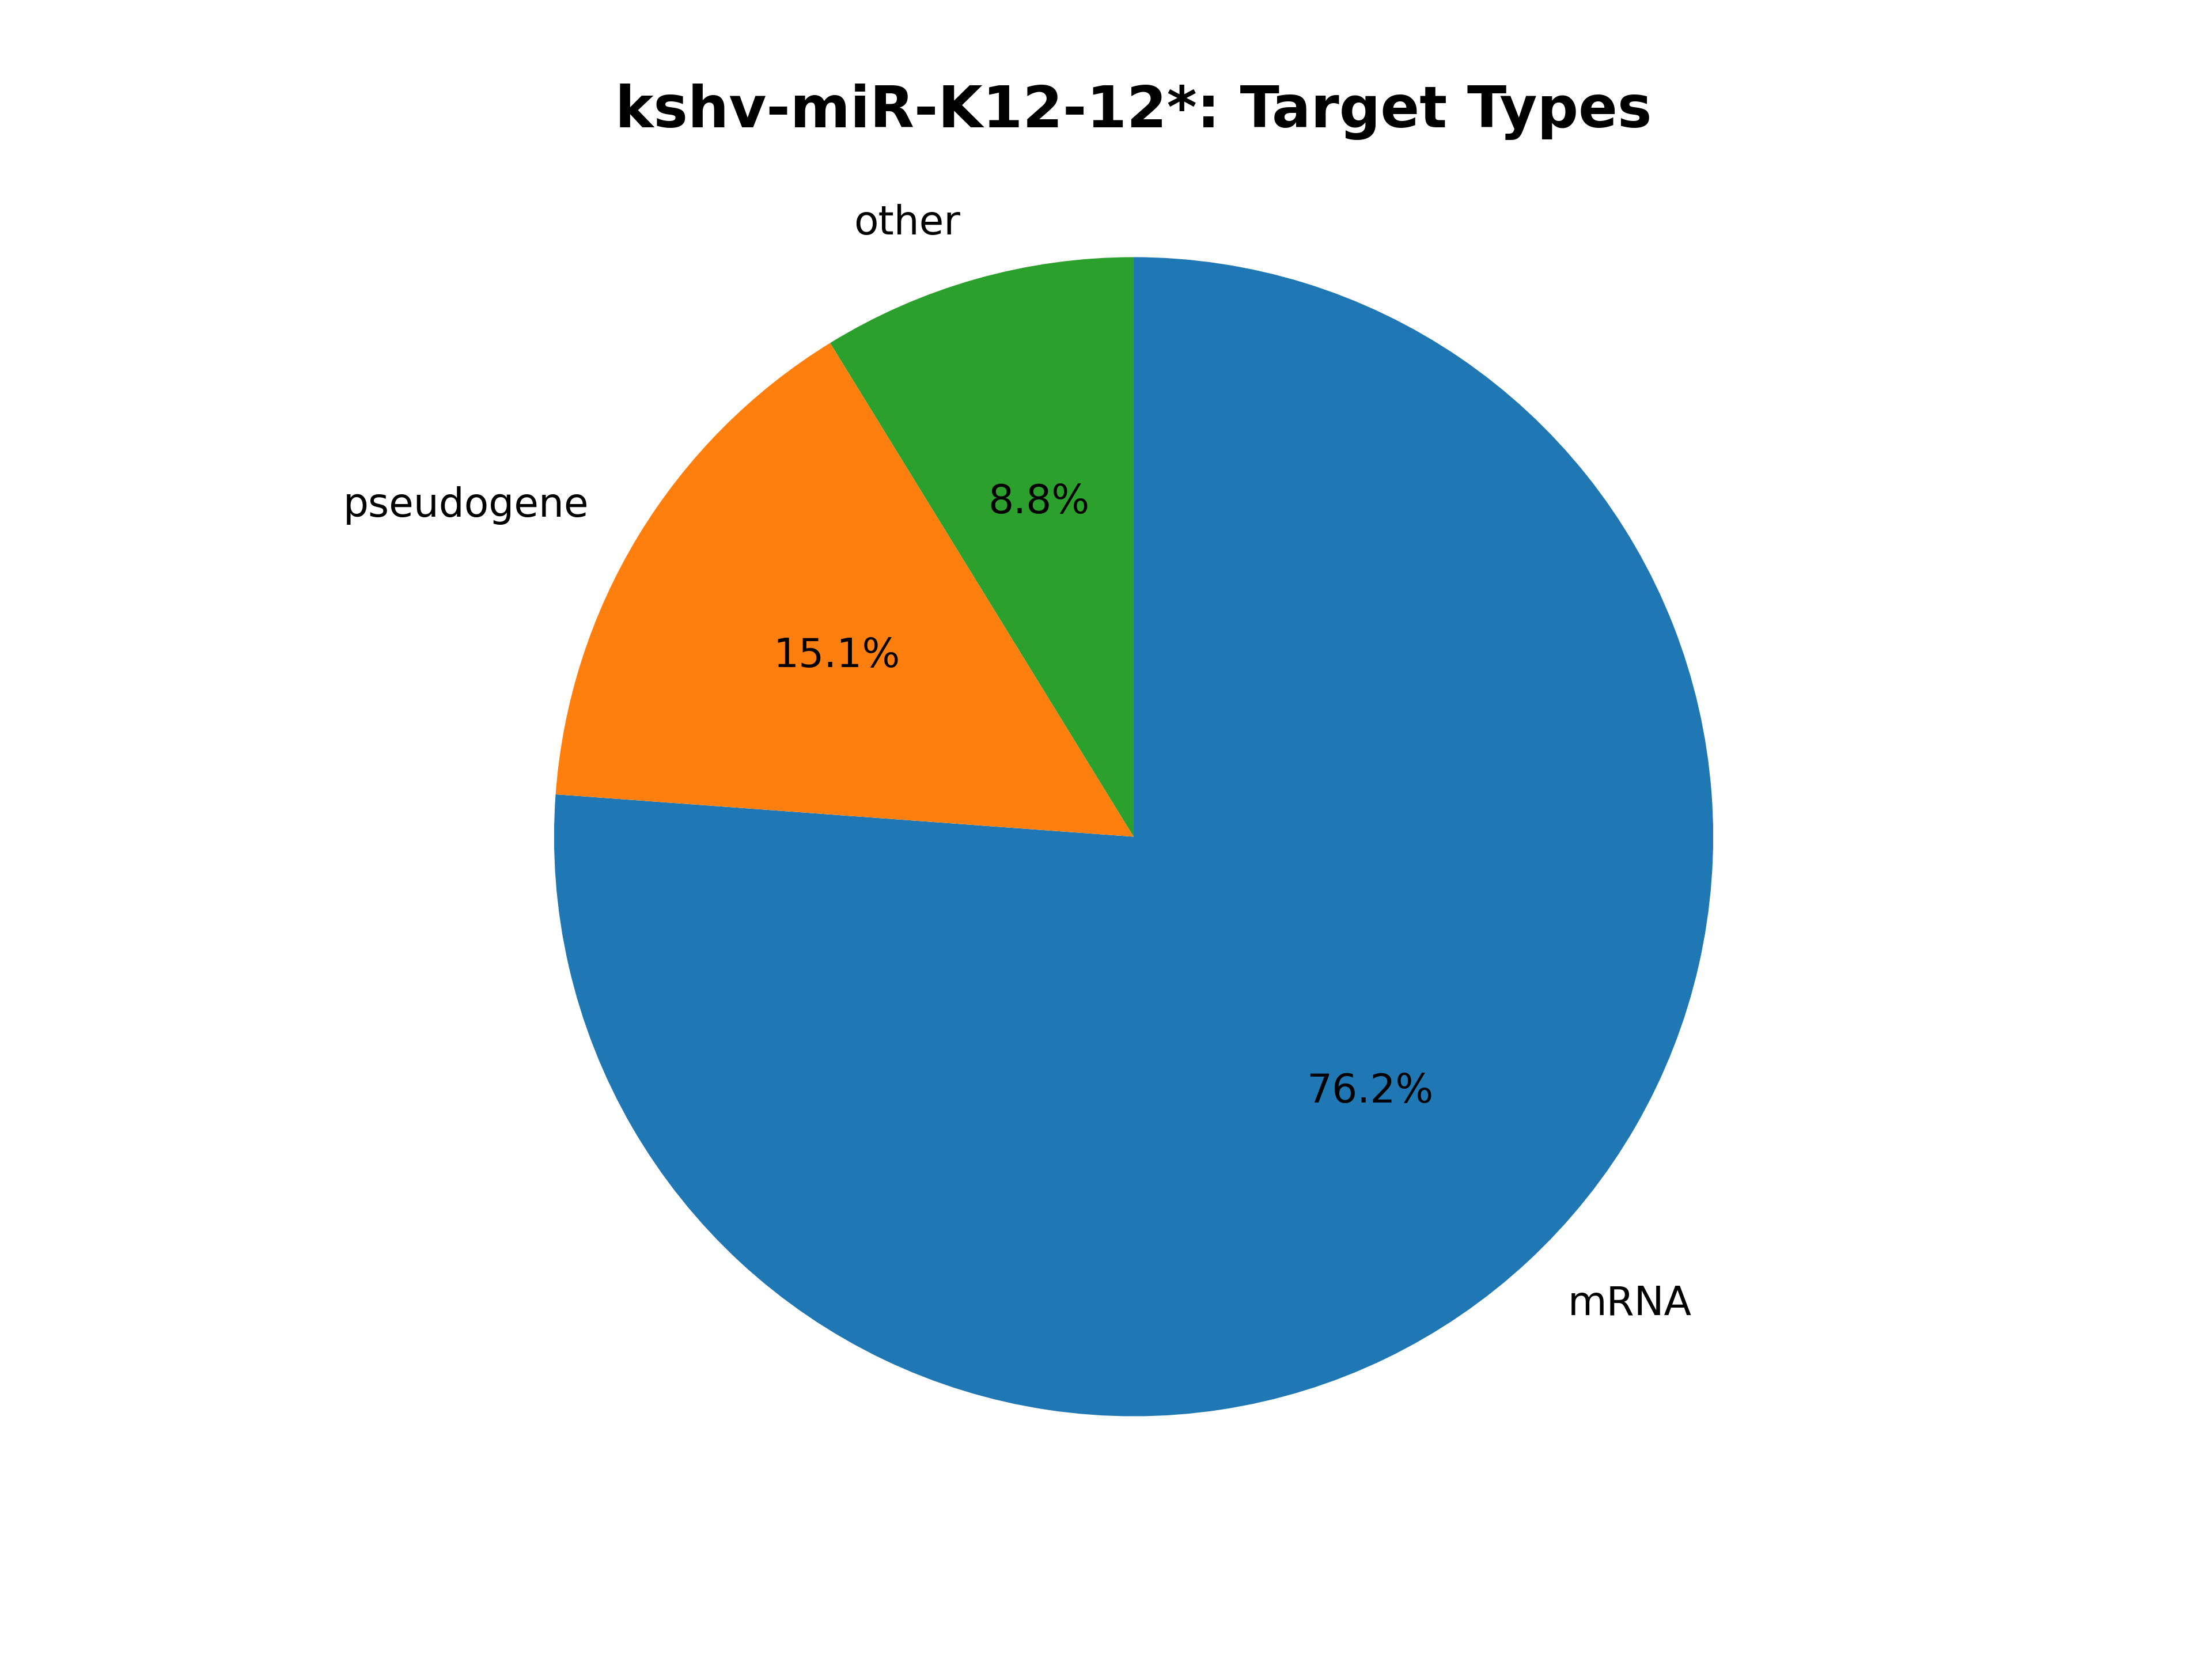 kshv-miR-K12-12*: Target Types
other
pseudogene
8.8%
15.1%
76.2%
mRNA